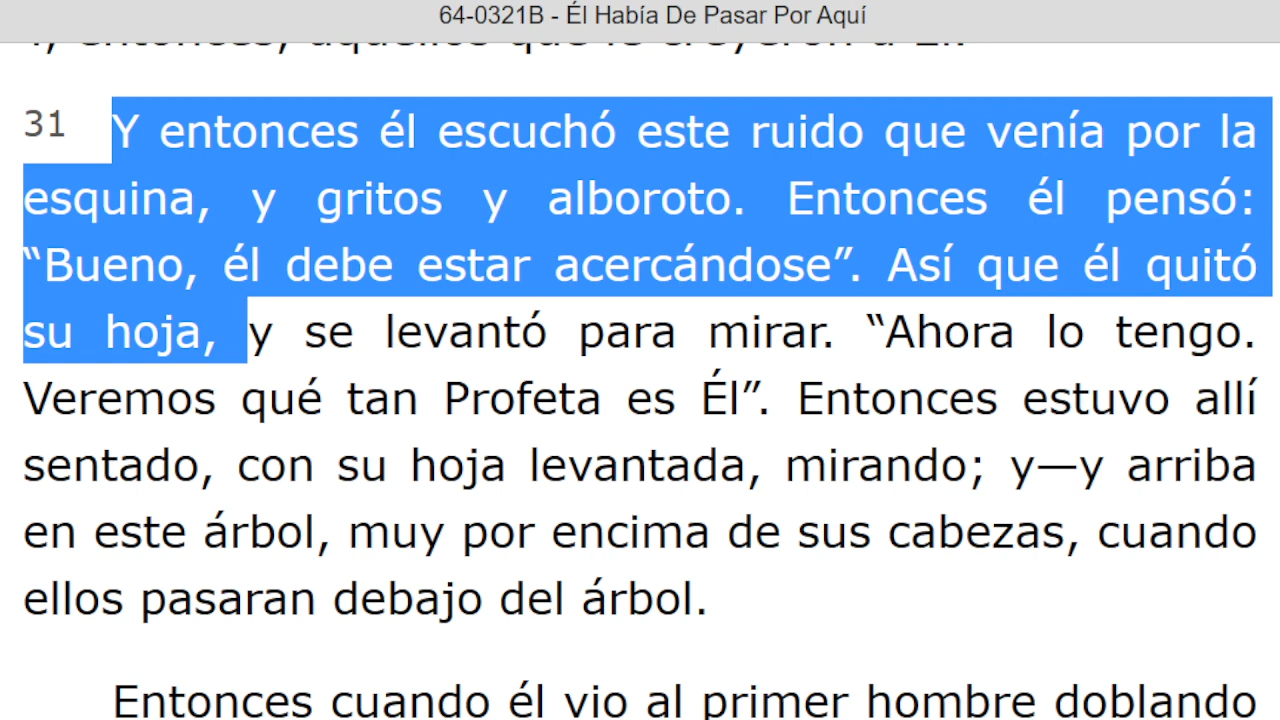 64-0321B - Él Había De Pasar Por Aquí
31 Y entonces él escuchó este ruido que venía por la
esquina, y gritos y alboroto. Entonces él pensó:
“Bueno, él debe estar acercándose”. Así que él quitó
su hoja, y se levantó para mirar. “Ahora lo tengo.
Veremos qué tan Profeta es Él”. Entonces estuvo allí
sentado, con su hoja levantada, mirando; y—y arriba
en este árbol, muy por encima de sus cabezas, cuando
ellos pasaran debajo del árbol.
Entonces cuando él vio al primer hombre doblando